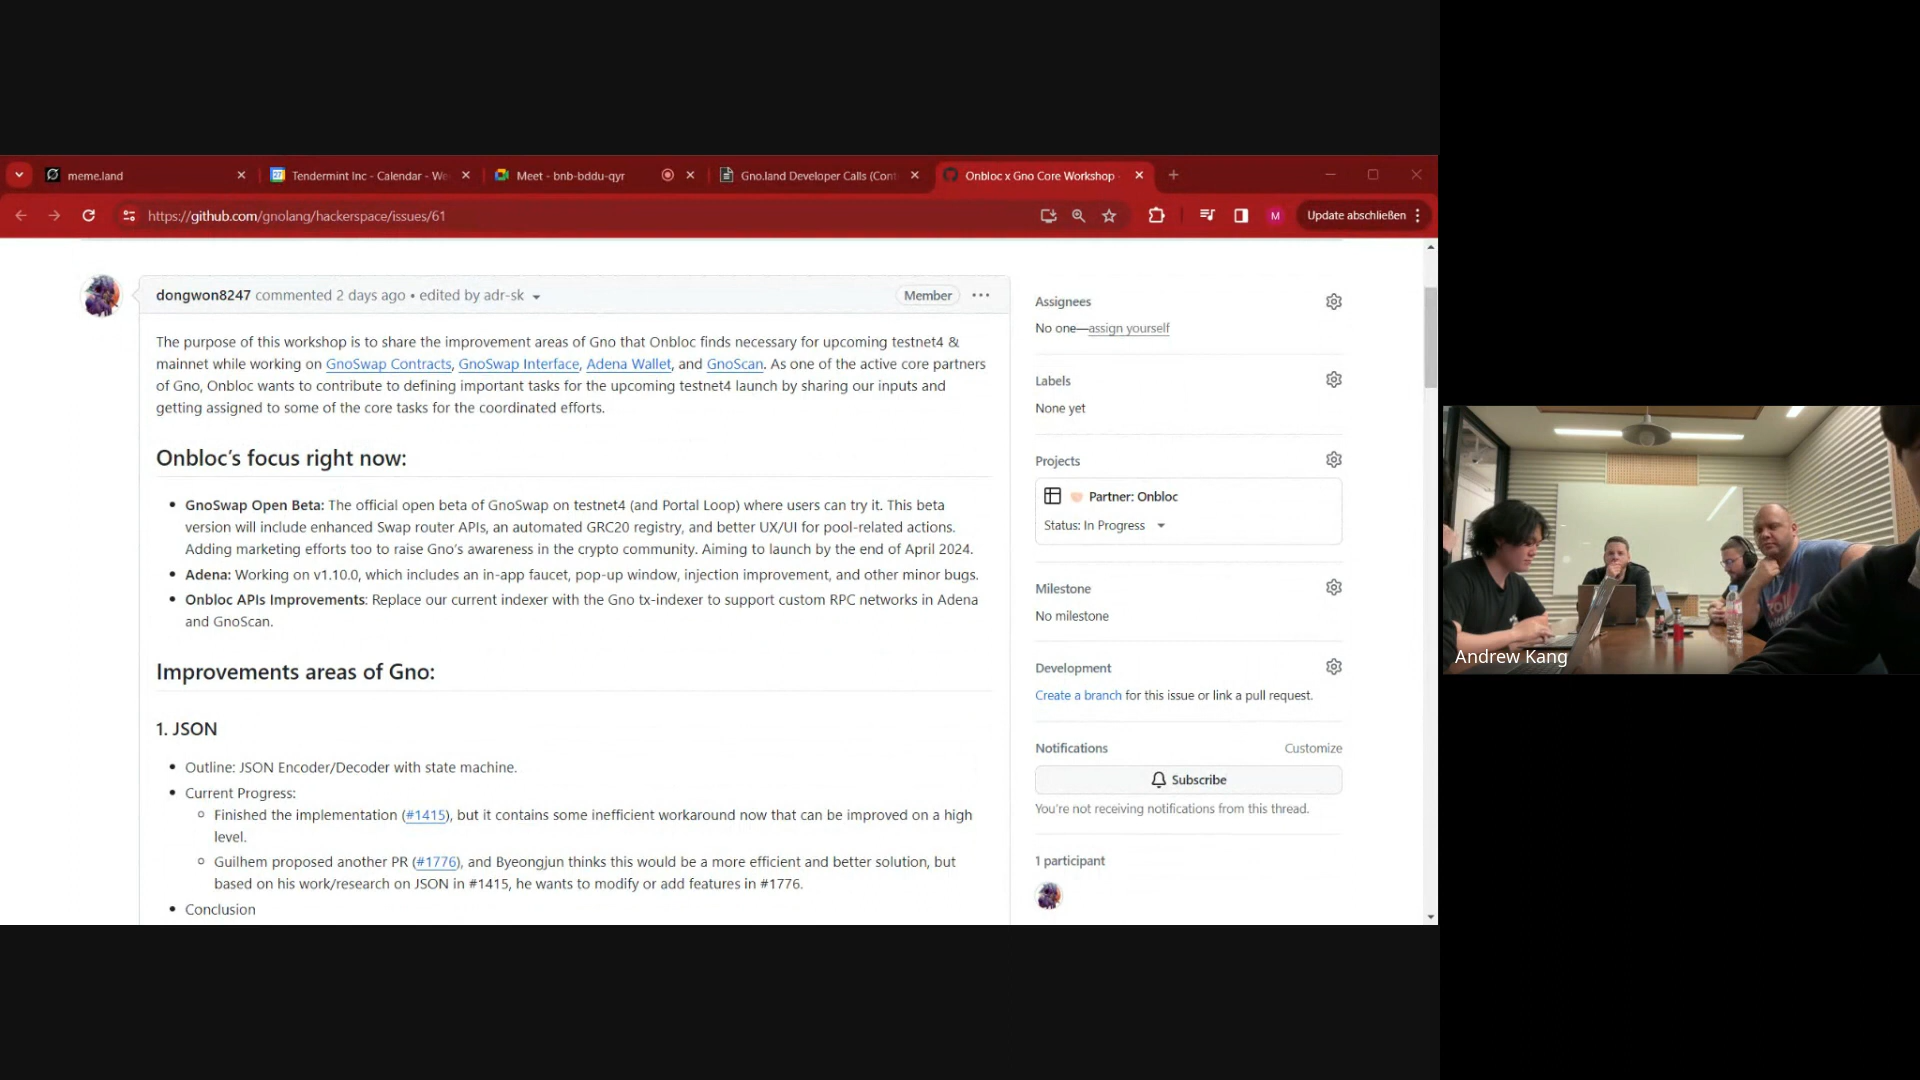 meme.land
Tendermint Inc - Calendar - We
Meet - bnb-bddu-qyr
Gno.land Developer Calls (Cont
Onbloc x Gno Core Workshop
https://github.com/gnolang/hackerspace/issues/61
M
Update abschließen
dongwon8247 commented 2 days ago • edited by adr-sk
Member
The purpose of this workshop is to share the improvement areas of Gno that Onbloc finds necessary for upcoming testnet4 &
mainnet while working on GnoSwap Contracts, GnoSwap Interface, Adena Wallet, and GnoScan. As one of the active core partners
of Gno, Onbloc wants to contribute to defining important tasks for the upcoming testnet4 launch by sharing our inputs and
getting assigned to some of the core tasks for the coordinated efforts.
Onbloc's focus right now:
• GnoSwap Open Beta: The official open beta of GnoSwap on testnet4 (and Portal Loop) where users can try it. This beta
version will include enhanced Swap router APIs, an automated GRC20 registry, and better UX/UI for pool-related actions.
Adding marketing efforts too to raise Gno's awareness in the crypto community. Aiming to launch by the end of April 2024.
• Adena: Working on v1.10.0, which includes an in-app faucet, pop-up window, injection improvement, and other minor bugs.
• Onbloc APIs Improvements: Replace our current indexer with the Gno tx-indexer to support custom RPC networks in Adena
and GnoScan.
Improvements areas of Gno:
1. JSON
• Outline: JSON Encoder/Decoder with state machine.
• Current Progress:
Finished the implementation (#1415), but it contains some inefficient workaround now that can be improved on a high
level.
Guilhem proposed another PR (#1776), and Byeongjun thinks this would be a more efficient and better solution, but
based on his work/research on JSON in #1415, he wants to modify or add features in #1776.
• Conclusion
Assignees
No one—assign yourself
Labels
None yet
Projects
Partner: Onbloc
Status: In Progress
Milestone
No milestone
Development
Create a branch for this issue or link a pull request.
Notifications
Customize
Subscribe
You're not receiving notifications from this thread.
1 participant
Andrew Kang